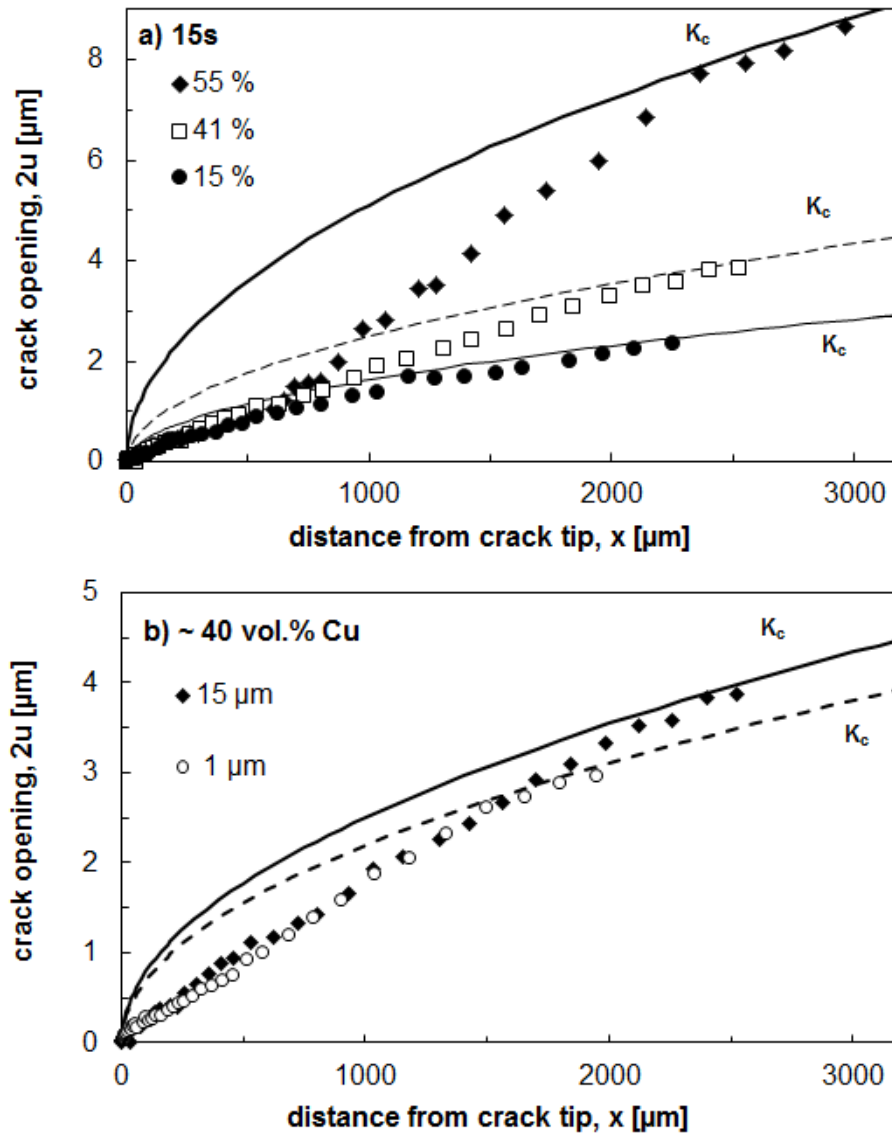 a) 15s
55 %
41 %
15 %
Kc
Kc
Kc
crack opening, 2u [µm]
8
6
4
2
0
0 1000 2000 3000
distance from crack tip, x [µm]
b) ~ 40 vol.% Cu
15 µm
1 µm
Kc
Kc
crack opening, 2u [µm]
5
4
3
2
1
0
0 1000 2000 3000
distance from crack tip, x [µm]